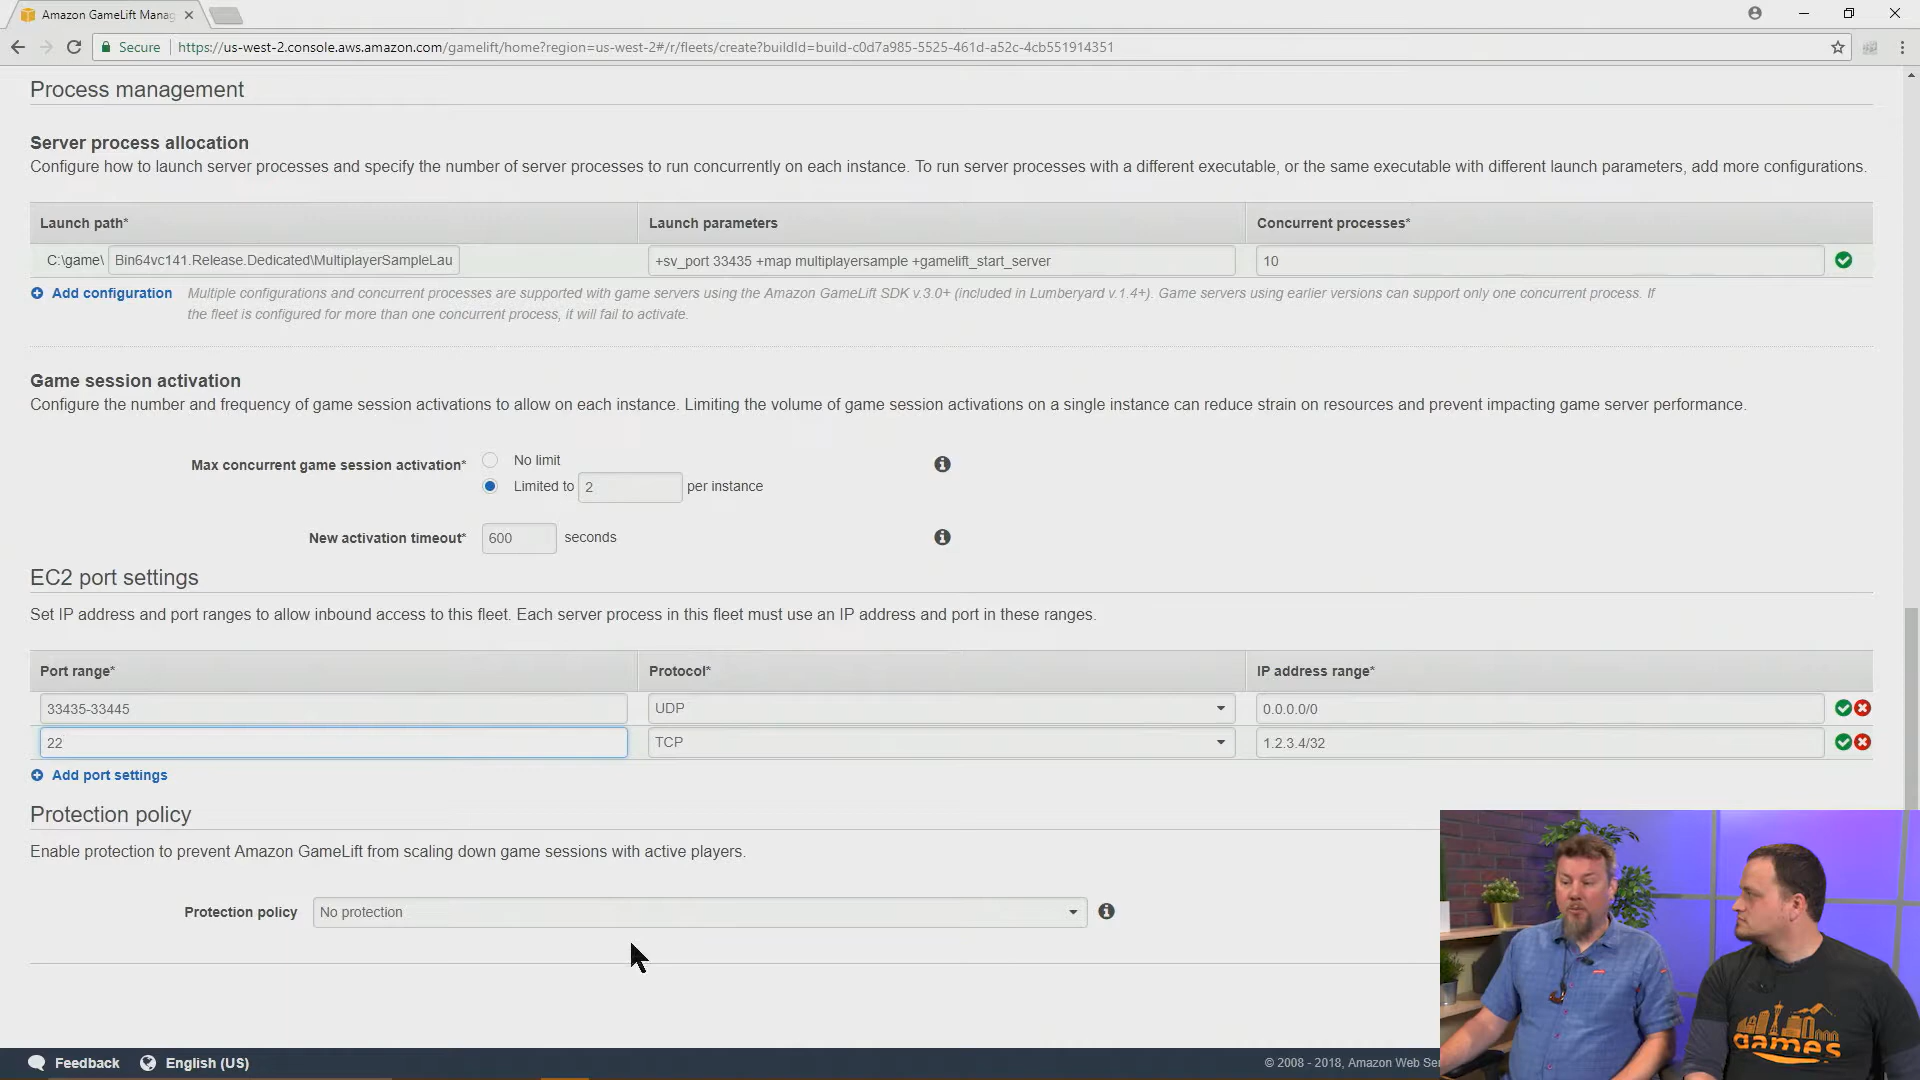 Amazon GameLift Mana
Secure https://us-west-2.console.aws.amazon.com/gamelift/home?region=us-west-2#/r/fleets/create?buildId=build-c0d7a985-5525-461d-a52c-4cb551914351
Process management
Server process allocation
Configure how to launch server processes and specify the number of server processes to run concurrently on each instance. To run server processes with a different executable, or the same executable with different launch parameters, add more configurations.
Launch path* Launch parameters Concurrent processes*
C:\game\ Bin64vc141.Release.Dedicated\MultiplayerSampleLau +sv_port 33435 +map multiplayersample +gamelift_start_server 10
Add configuration Multiple configurations and concurrent processes are supported with game servers using the Amazon GameLift SDK v.3.0+ (included in Lumberyard v.1.4+). Game servers using earlier versions can support only one concurrent process. If
the fleet is configured for more than one concurrent process, it will fail to activate.
Game session activation
Configure the number and frequency of game session activations to allow on each instance. Limiting the volume of game session activations on a single instance can reduce strain on resources and prevent impacting game server performance.
Max concurrent game session activation* No limit
Limited to 2 per instance
New activation timeout* 600 seconds
EC2 port settings
Set IP address and port ranges to allow inbound access to this fleet. Each server process in this fleet must use an IP address and port in these ranges.
Port range* Protocol* IP address range*
33435-33445 UDP 0.0.0.0/0
22 TCP 1.2.3.4/32
Add port settings
Protection policy
Enable protection to prevent Amazon GameLift from scaling down game sessions with active players.
Protection policy No protection
games
Feedback English (US) © 2008 - 2018, Amazon Web Ser